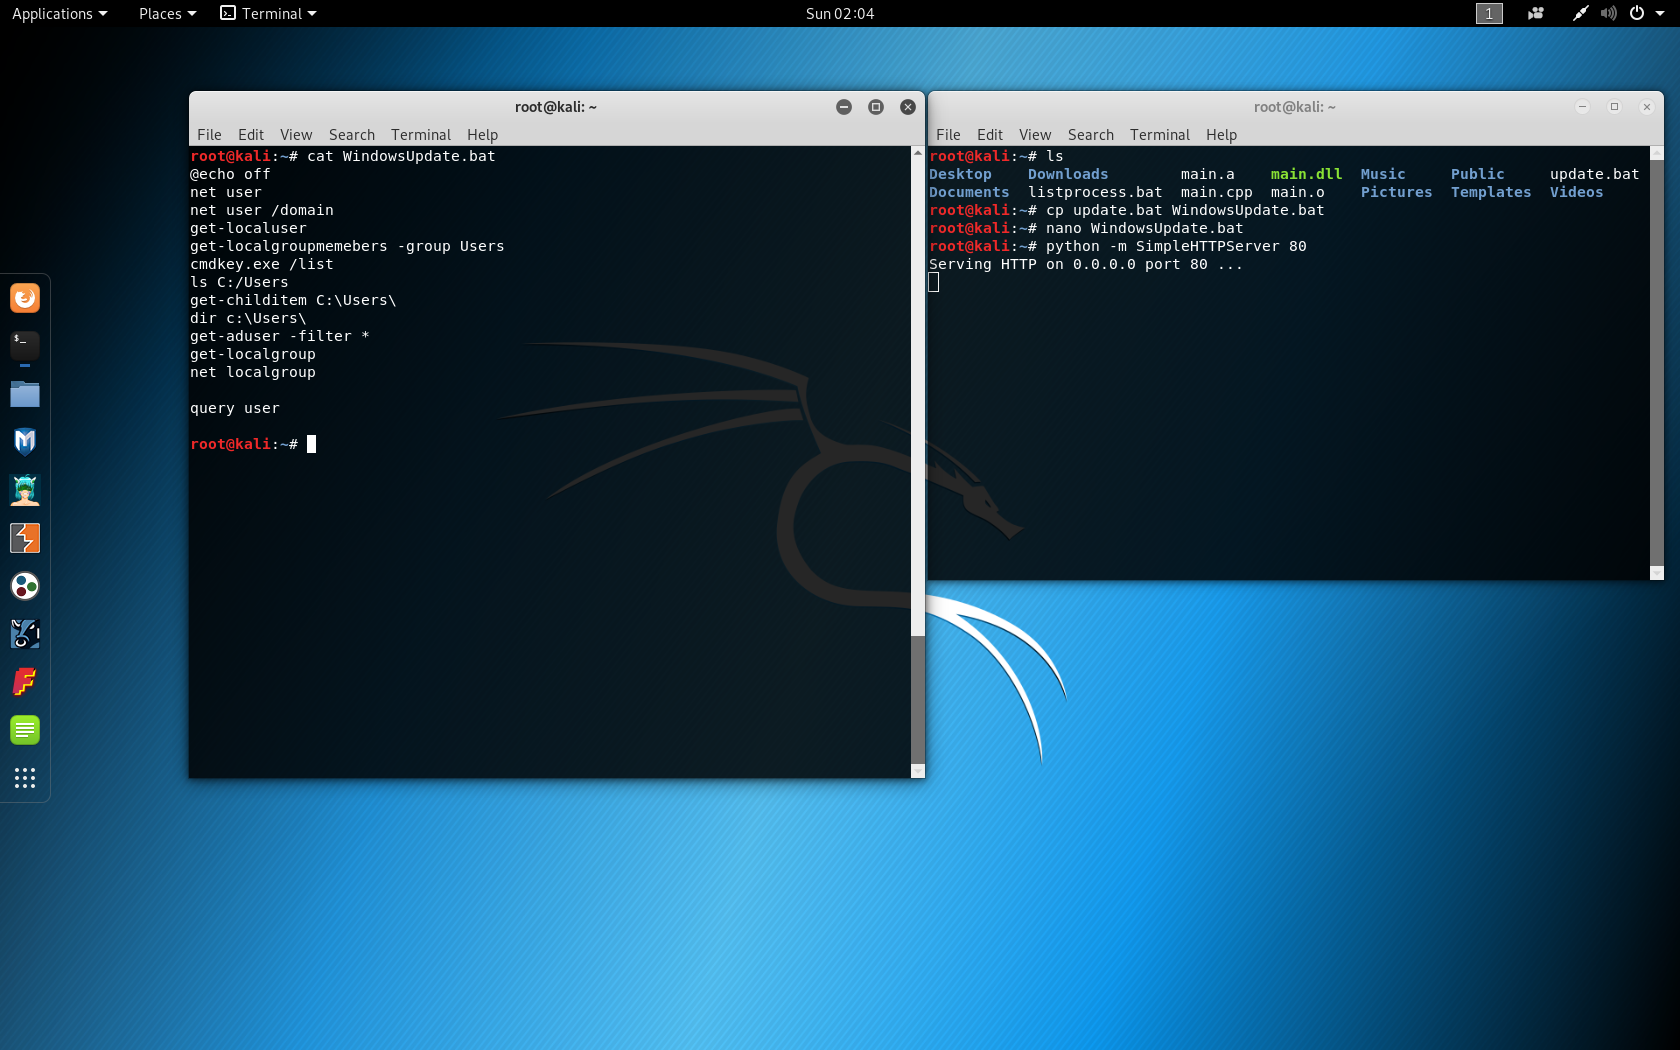 Applications Places Terminal Sun 02:04 1
root@kali: ~
File Edit View Search Terminal Help
root@kali:~# cat WindowsUpdate.bat
@echo off
net user
net user /domain
get-localuser
get-localgroupmemebers -group Users
cmdkey.exe /list
ls C:/Users
get-childitem C:\Users\
dir c:\Users\
get-aduser -filter *
get-localgroup
net localgroup
query user
root@kali:~#
root@kali: ~
File Edit View Search Terminal Help
root@kali:~# ls
Desktop Downloads main.a main.dll Music Public update.bat
Documents listprocess.bat main.cpp main.o Pictures Templates Videos
root@kali:~# cp update.bat WindowsUpdate.bat
root@kali:~# nano WindowsUpdate.bat
root@kali:~# python -m SimpleHTTPServer 80
Serving HTTP on 0.0.0.0 port 80 ...